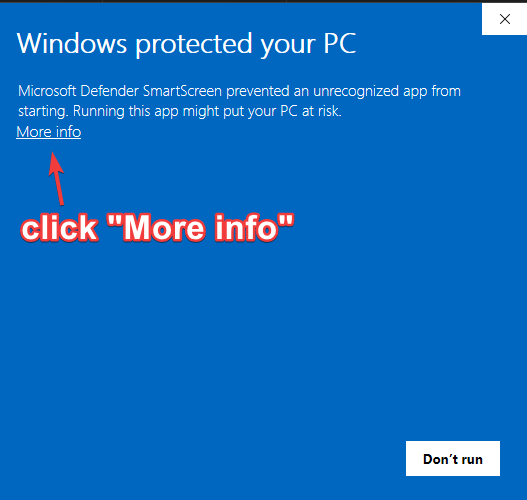 Windows protected your PC
Microsoft Defender SmartScreen prevented an unrecognized app from
starting. Running this app might put your PC at risk.
More info
click "More info"
Don't run